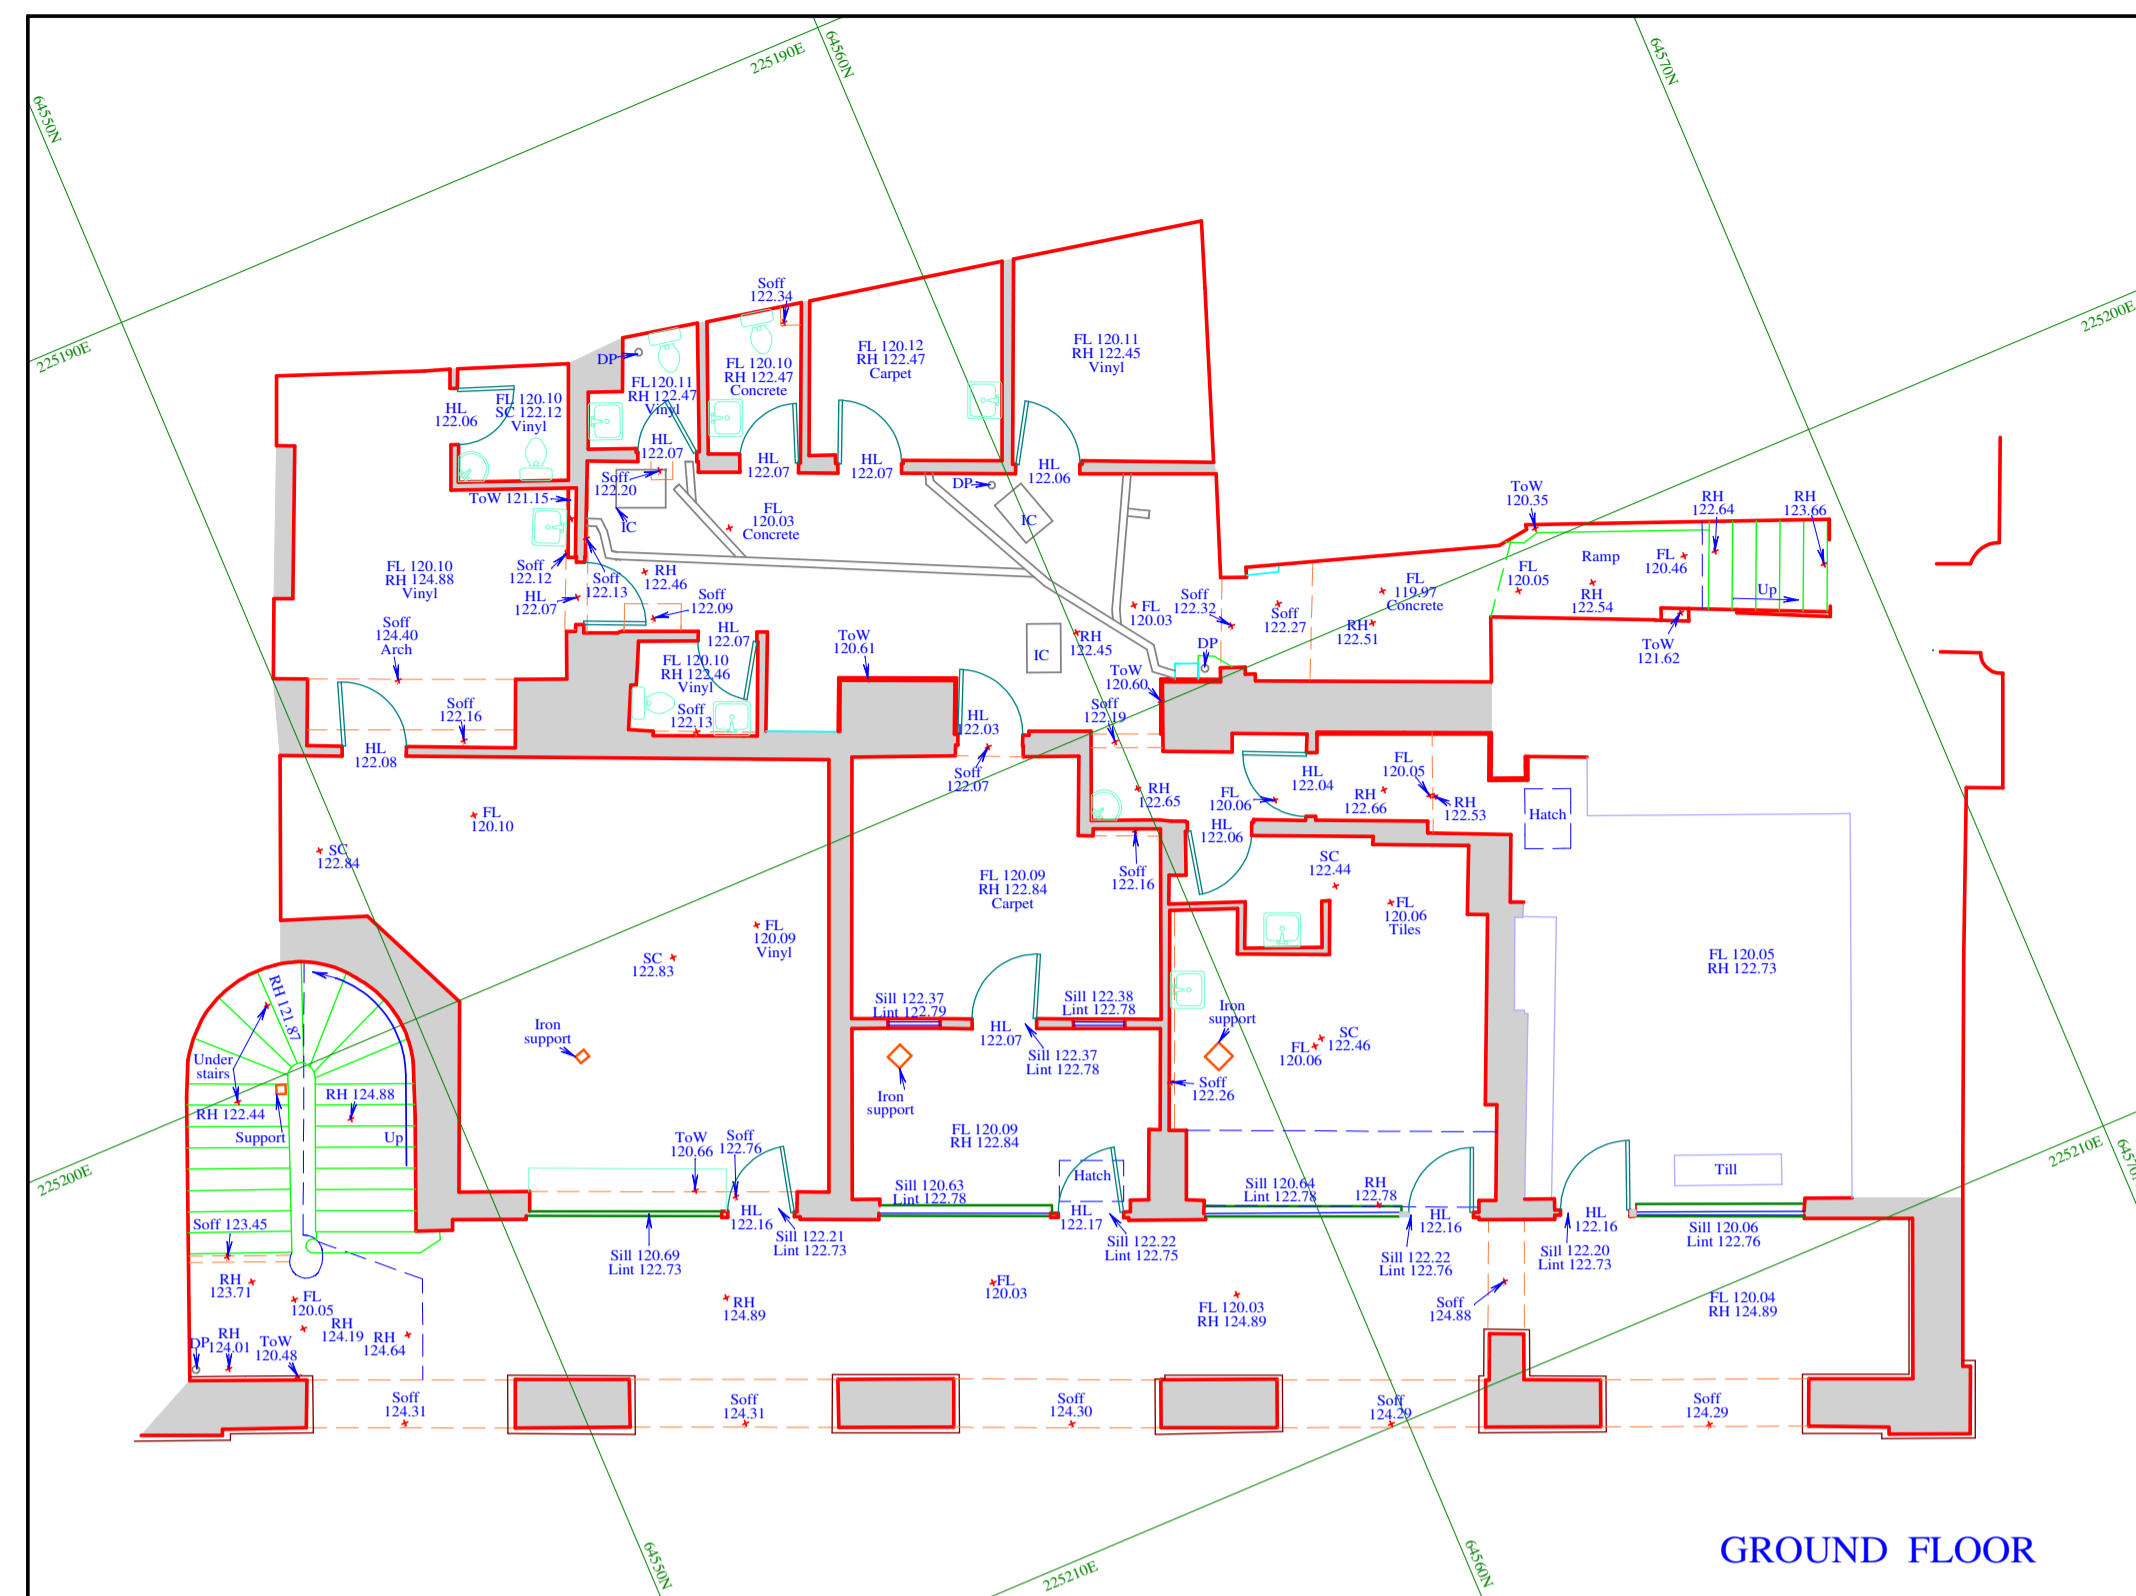 225190E
64560N
64570N
64550N
225190E
225200E
Soff
122.34
DP
FL 120.11
RH 122.47
Vinyl
FL 120.10
RH 122.47
Concrete
FL 120.12
RH 122.47
Carpet
FL 120.11
RH 122.45
Vinyl
HL
122.06
FL 120.10
SC 122.12
Vinyl
HL
122.07
HL
122.07
HL
122.07
HL
122.06
Soff
122.20
ToW 121.15
IC
FL
120.03
Concrete
DP
IC
ToW
120.35
RH
122.64
RH
123.66
FL 120.10
RH 124.88
Vinyl
Soff
122.12
HL
122.07
Soff
122.13
RH
122.46
Soff
122.09
FL
120.03
Soff
122.32
Soff
122.27
FL
119.97
Concrete
RH
122.51
FL
120.05
Ramp
FL
120.46
RH
122.54
Up
ToW
121.62
Soff
124.40
Arch
HL
122.07
FL 120.10
RH 122.46
Vinyl
Soff
122.13
ToW
120.61
IC
RH
122.45
DP
ToW
120.60
Soff
122.16
HL
122.08
HL
122.03
Soff
122.19
Soff
122.07
RH
122.65
FL
120.06
HL
122.04
HL
122.06
RH
122.66
FL
120.05
RH
122.53
Hatch
FL
120.10
SC
122.84
FL 120.09
RH 122.84
Carpet
Soff
122.16
SC
122.44
FL
120.06
Tiles
FL
120.09
Vinyl
SC
122.83
FL 120.05
RH 122.73
RH 121.87
Under
stairs
RH 122.44
RH 124.88
Support
Up
Iron
support
Sill 122.37
Lint 122.79
Sill 122.38
Lint 122.78
HL
122.07
Sill 122.37
Lint 122.78
Iron
support
Iron
support
SC
122.46
FL
120.06
Soff
122.26
FL 120.09
RH 122.84
Hatch
Till
225200E
225210E
64570N
ToW
120.66
Soff
122.76
Sill 120.63
Lint 122.78
Sill 120.64
Lint 122.78
RH
122.78
Soff 123.45
HL
122.16
Sill 122.21
Lint 122.73
Sill 120.69
Lint 122.73
HL
122.17
Sill 122.22
Lint 122.75
HL
122.16
Sill 122.22
Lint 122.76
HL
122.16
Sill 122.20
Lint 122.73
Sill 120.06
Lint 122.76
RH
123.71
FL
120.05
RH
124.19
RH
124.64
DP
RH
124.01
ToW
120.48
RH
124.89
FL
120.03
FL 120.03
RH 124.89
Soff
124.88
FL 120.04
RH 124.89
Soff
124.31
Soff
124.31
Soff
124.30
Soff
124.29
Soff
124.29
64550N
225210E
64560N
GROUND FLOOR